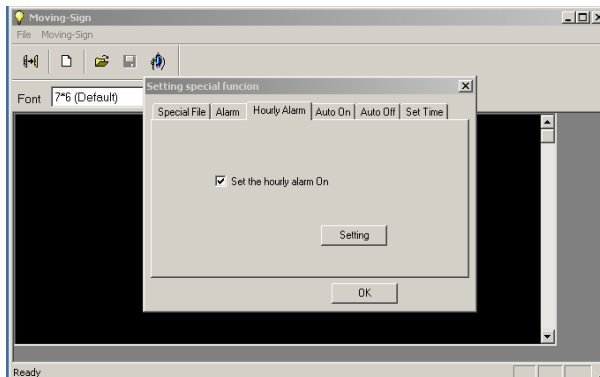 Moving-Sign
File Moving-Sign
Font 7*6 (Default)
Setting special funcion
Special File Alarm Hourly Alarm Auto On Auto Off Set Time
Set the hourly alarm On
Setting
OK
Ready